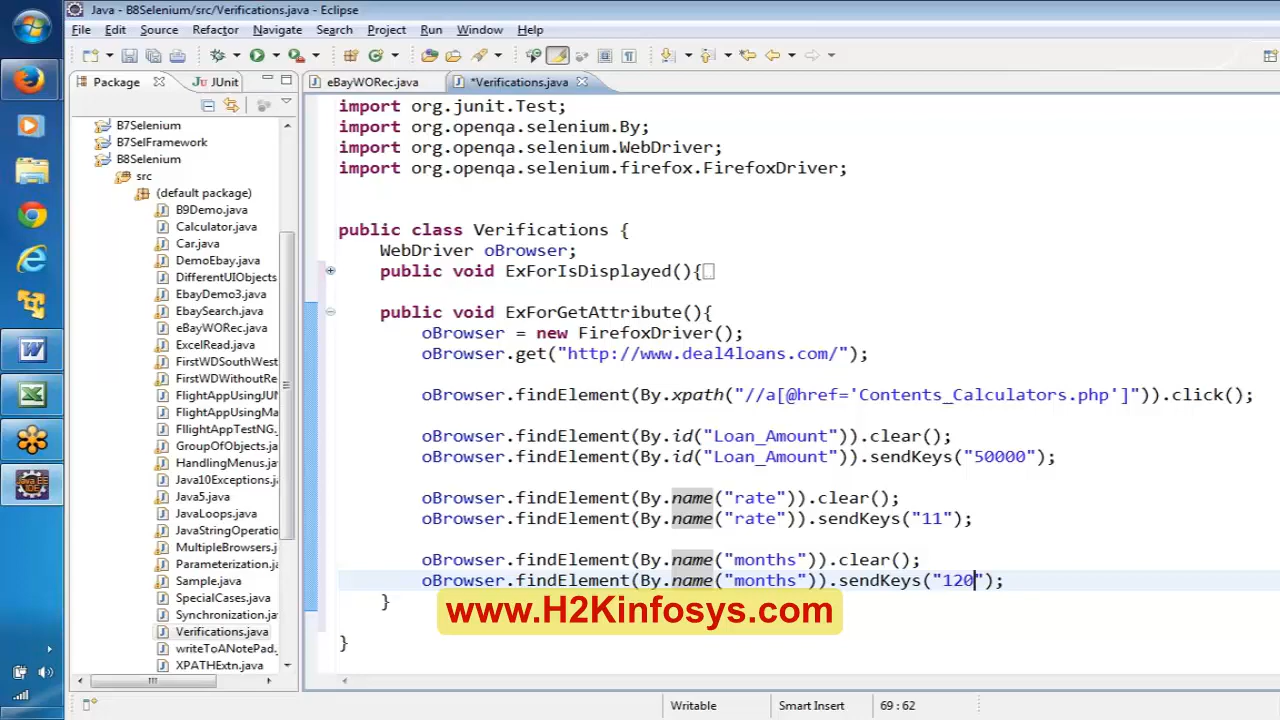 Java - B8Selenium/src/Verifications.java - Eclipse
File Edit Source Refactor Navigate Search Project Run Window Help
Package JUnit eBayWORec.java *Verifications.java
B7Selenium
B7SelFramework
B8Selenium
src
(default package)
B9Demo.java
Calculator.java
Car.java
DemoEbay.java
DifferentUIObjects
EbayDemo3.java
EbaySearch.java
eBayWORec.java
ExcelRead.java
FirstWDSouthWest
FirstWDWithoutRe
FlightAppUsingJUN
FlightAppUsingMa
FlIghtAppTestNG.
GroupOfObjects.ja
HandlingMenus.jav
Java10Exceptions.j
Java5.java
JavaLoops.java
JavaStringOperatio
MultipleBrowsers.j
Parameterization.ja
Sample.java
SpecialCases.java
Synchronization.ja
Verifications.java
writeToANotePad.
XPATHExtn.java
import org.junit.Test;
import org.openqa.selenium.By;
import org.openqa.selenium.WebDriver;
import org.openqa.selenium.firefox.FirefoxDriver;
public class Verifications {
WebDriver oBrowser;
public void ExForIsDisplayed(){
public void ExForGetAttribute(){
oBrowser = new FirefoxDriver();
oBrowser.get("http://www.deal4loans.com/");
oBrowser.findElement(By.xpath("//a[@href='Contents_Calculators.php']")).click();
oBrowser.findElement(By.id("Loan_Amount")).clear();
oBrowser.findElement(By.id("Loan_Amount")).sendKeys("50000");
oBrowser.findElement(By.name("rate")).clear();
oBrowser.findElement(By.name("rate")).sendKeys("11");
oBrowser.findElement(By.name("months")).clear();
oBrowser.findElement(By.name("months")).sendKeys("120");
}
www.H2Kinfosys.com
}
Writable Smart Insert 69 : 62